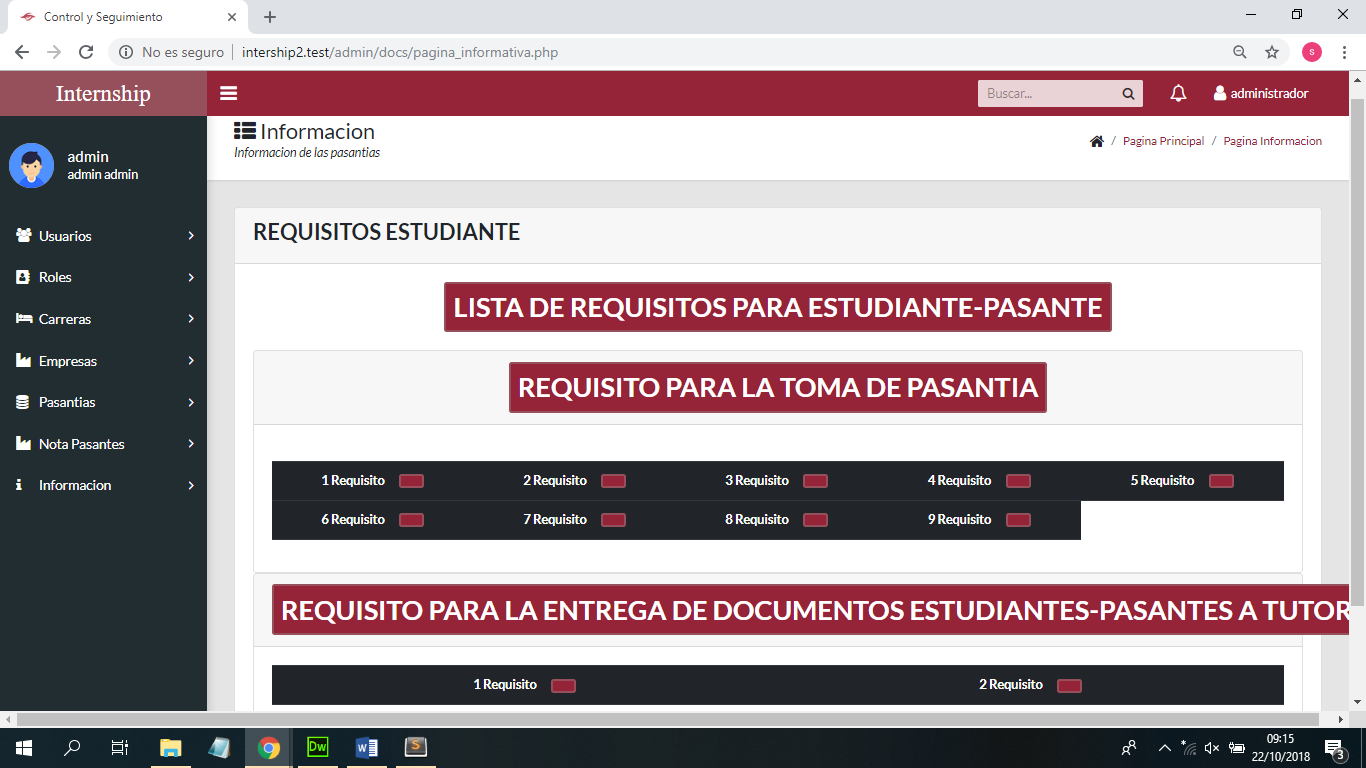 Control y Seguimiento
No es seguro intership2.test/admin/docs/pagina_informativa.php
s
Internship
Buscar...
administrador
Informacion
Informacion de las pasantias
/ Pagina Principal / Pagina Informacion
admin
admin admin
Usuarios
Roles
Carreras
Empresas
Pasantias
Nota Pasantes
Informacion
REQUISITOS ESTUDIANTE
LISTA DE REQUISITOS PARA ESTUDIANTE-PASANTE
REQUISITO PARA LA TOMA DE PASANTIA
1 Requisito 2 Requisito 3 Requisito 4 Requisito 5 Requisito
6 Requisito 7 Requisito 8 Requisito 9 Requisito
REQUISITO PARA LA ENTREGA DE DOCUMENTOS ESTUDIANTES-PASANTES A TUTOR
1 Requisito 2 Requisito
Dw
W
S
09:15
22/10/2018
3